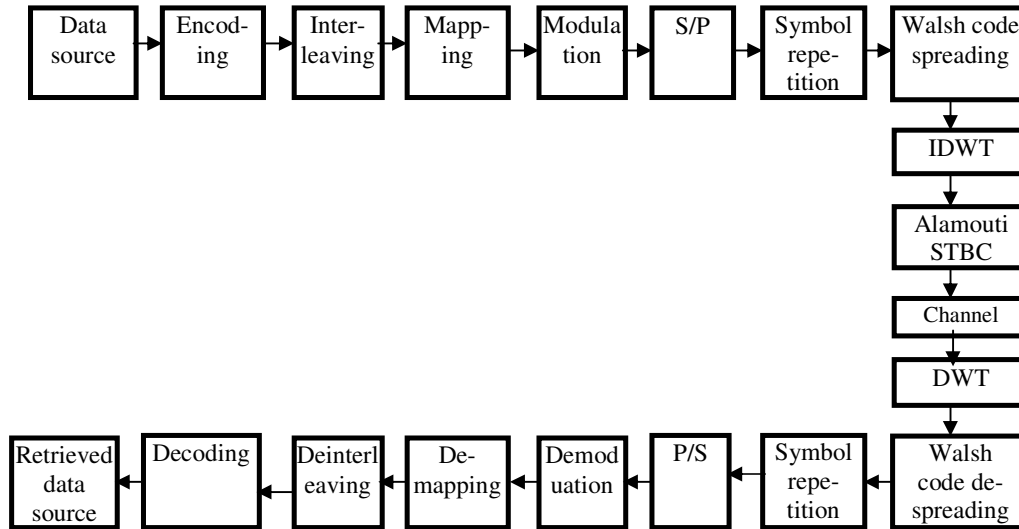 Data
source
Encod-
ing
Inter-
leaving
Mapp-
ing
Modula
tion
S/P
Symbol
repe-
tition
Walsh code
spreading
IDWT
Alamouti
STBC
Channel
DWT
Walsh
code de-
spreading
Symbol
repe-
tition
P/S
Demod
uation
De-
mapping
Deinterl
eaving
Decoding
Retrieved
data
source